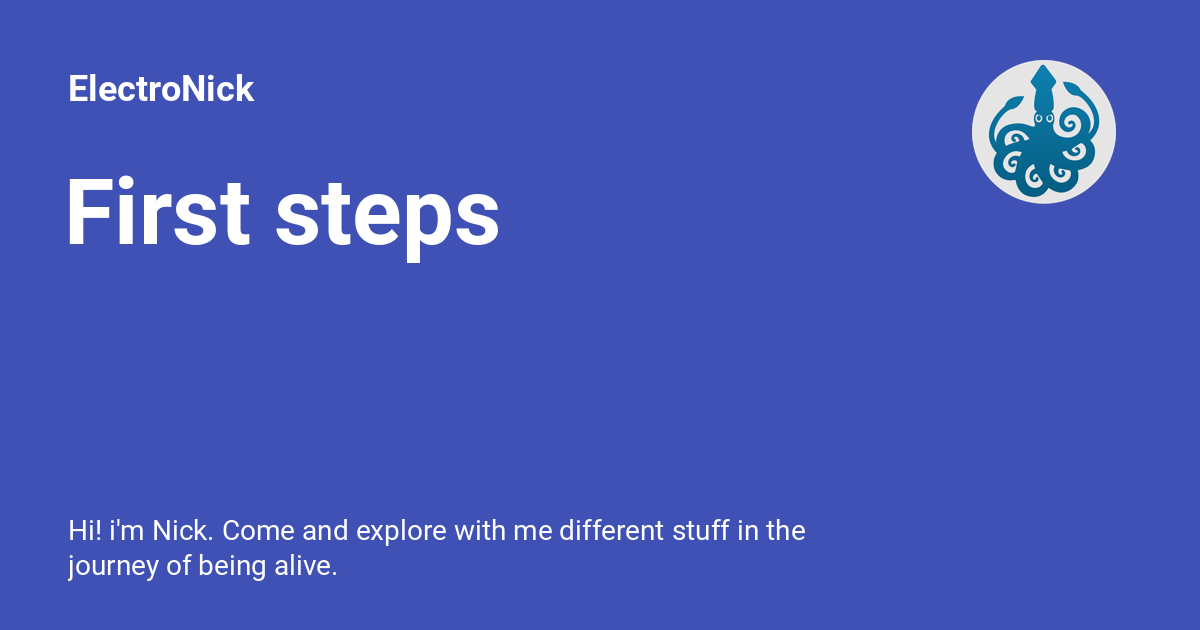 ElectroNick
First steps
Hi! i'm Nick. Come and explore with me different stuff in the
journey of being alive.